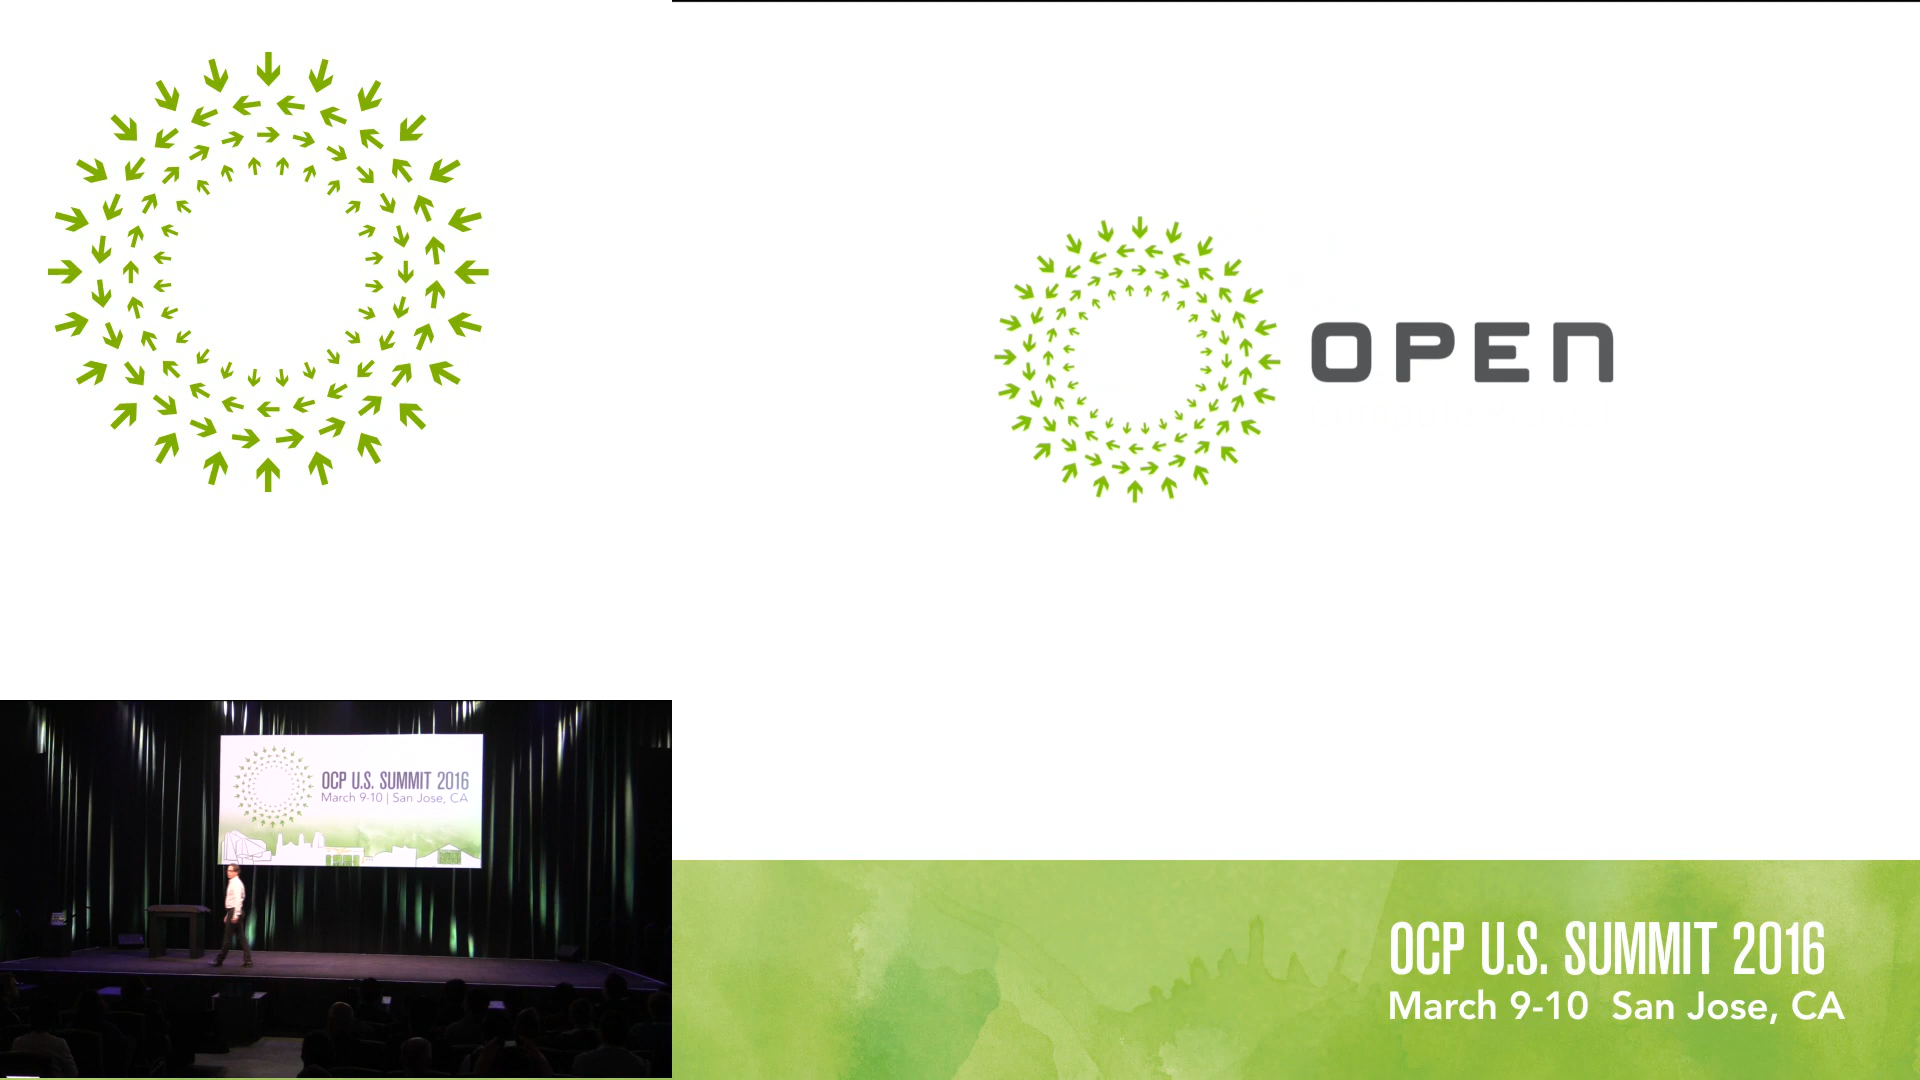 OPEN
OCP U.S. SUMMIT 2016
March 9-10 | San Jose, CA
OCP U.S. SUMMIT 2016
March 9-10 San Jose, CA